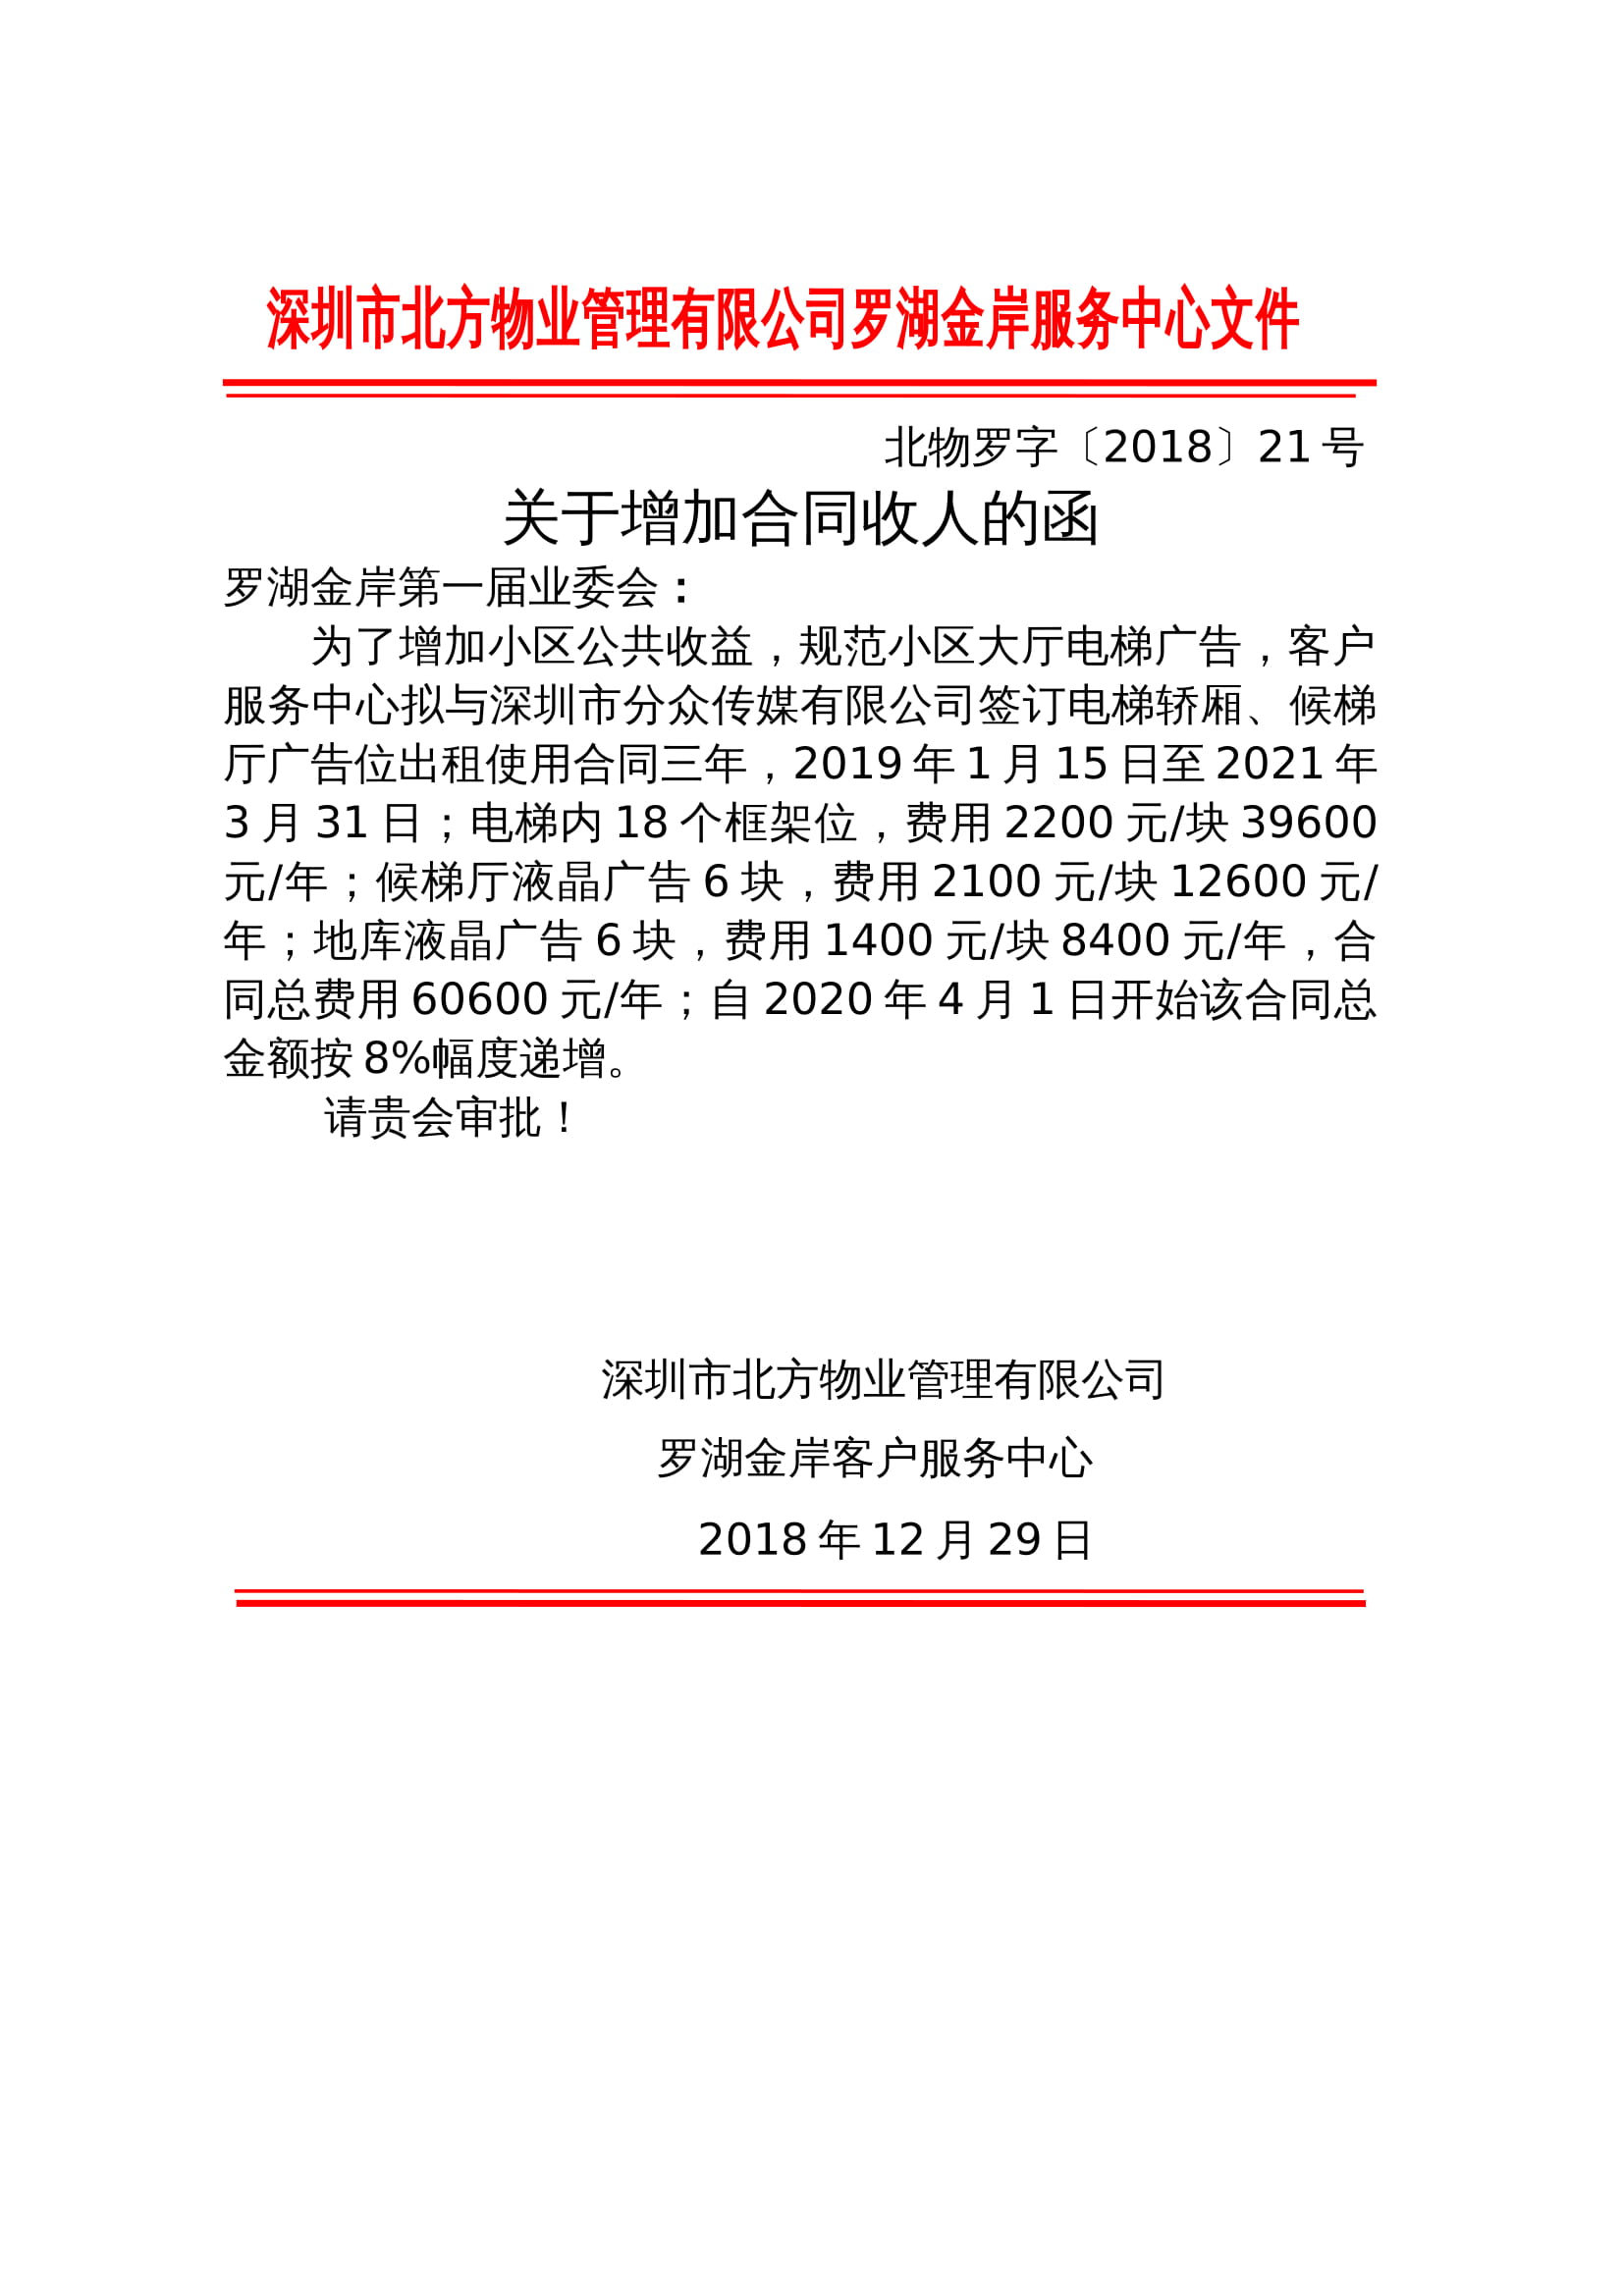 深圳市北方物业管理有限公司罗湖金岸服务中心文件
北物罗字〔2018〕21 号
关于增加合同收人的函
罗湖金岸第一届业委会：
为了增加小区公共收益，规范小区大厅电梯广告，客户
服务中心拟与深圳市分众传媒有限公司签订电梯轿厢、候梯
厅广告位出租使用合同三年，2019 年 1 月 15 日至 2021 年
3 月 31 日；电梯内 18 个框架位，费用 2200 元/块 39600
元/年；候梯厅液晶广告 6 块，费用 2100 元/块 12600 元/
年；地库液晶广告 6 块，费用 1400 元/块 8400 元/年，合
同总费用 60600 元/年；自 2020 年 4 月 1 日开始该合同总
金额按 8%幅度递增。
请贵会审批！
深圳市北方物业管理有限公司
罗湖金岸客户服务中心
2018 年 12 月 29 日